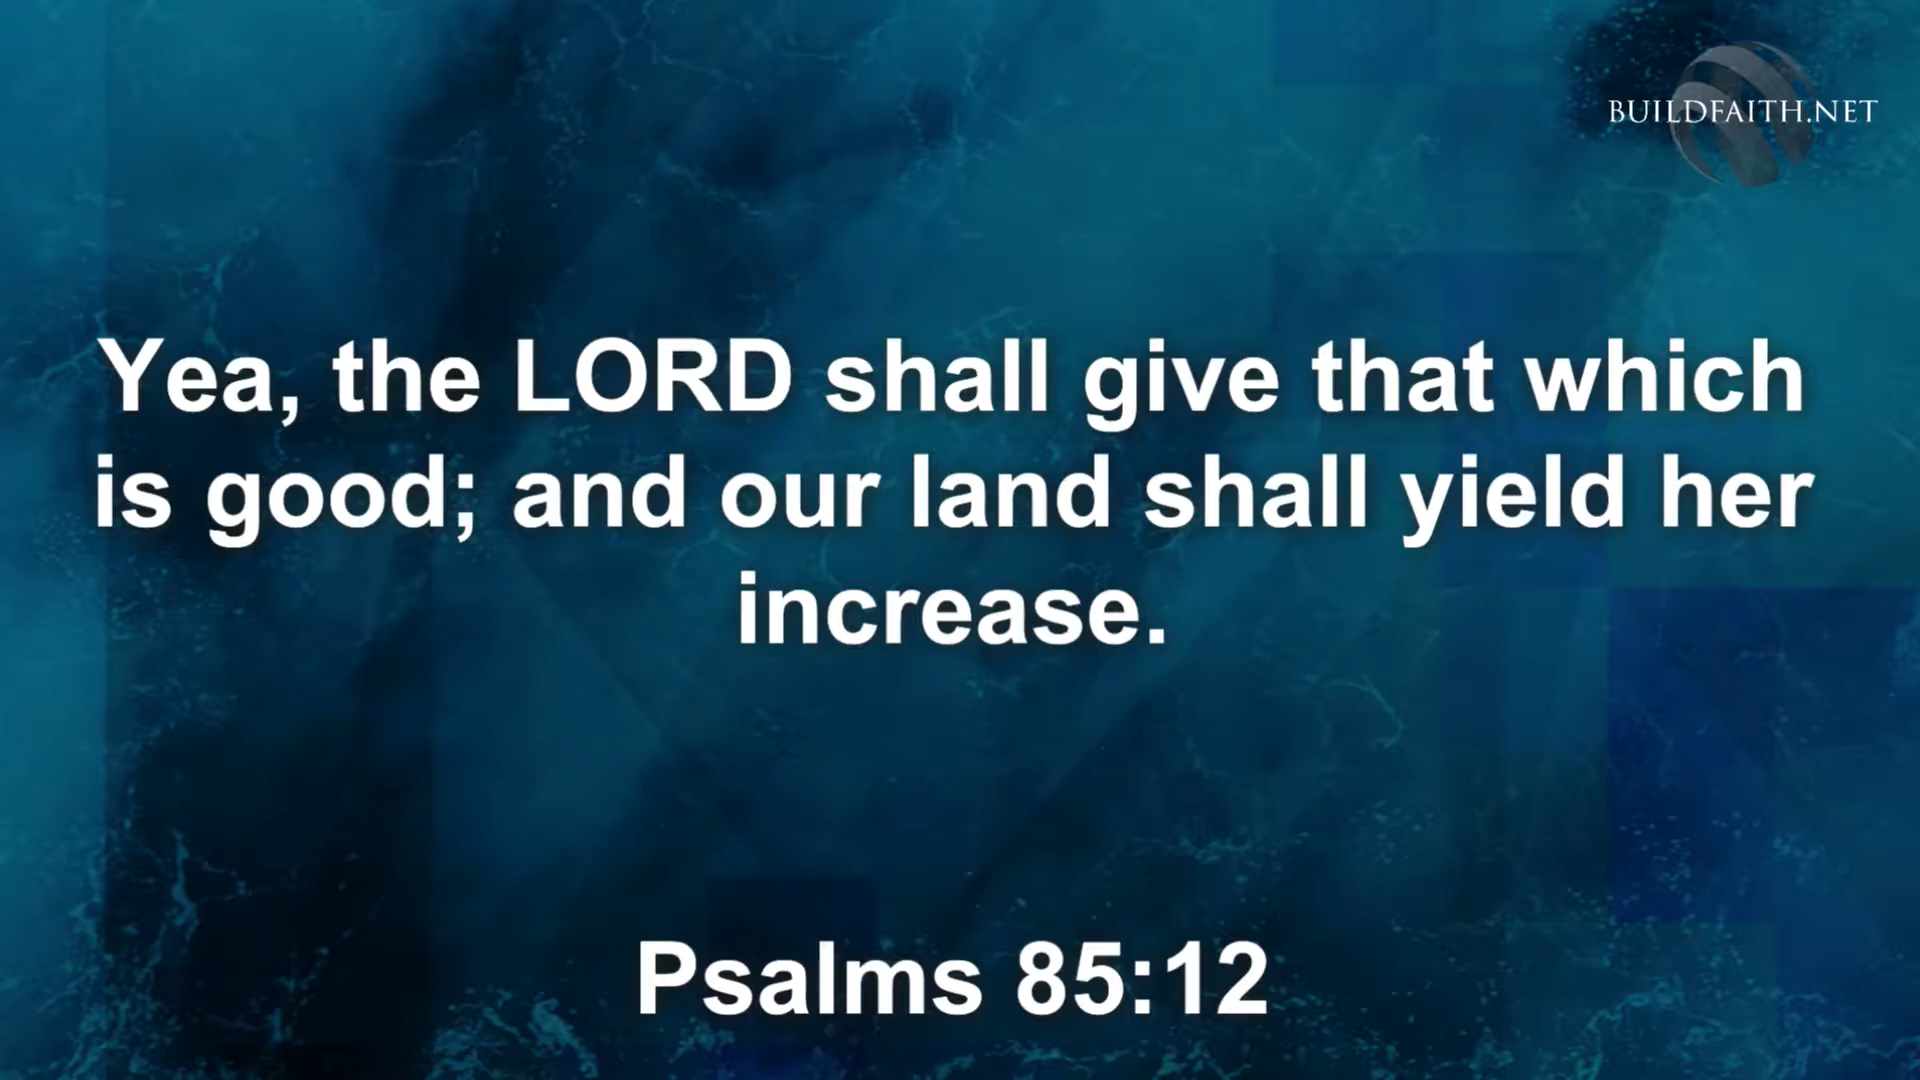 BUILDFAITH.NET
Yea, the LORD shall give that which
is good; and our land shall yield her
increase.
Psalms 85:12